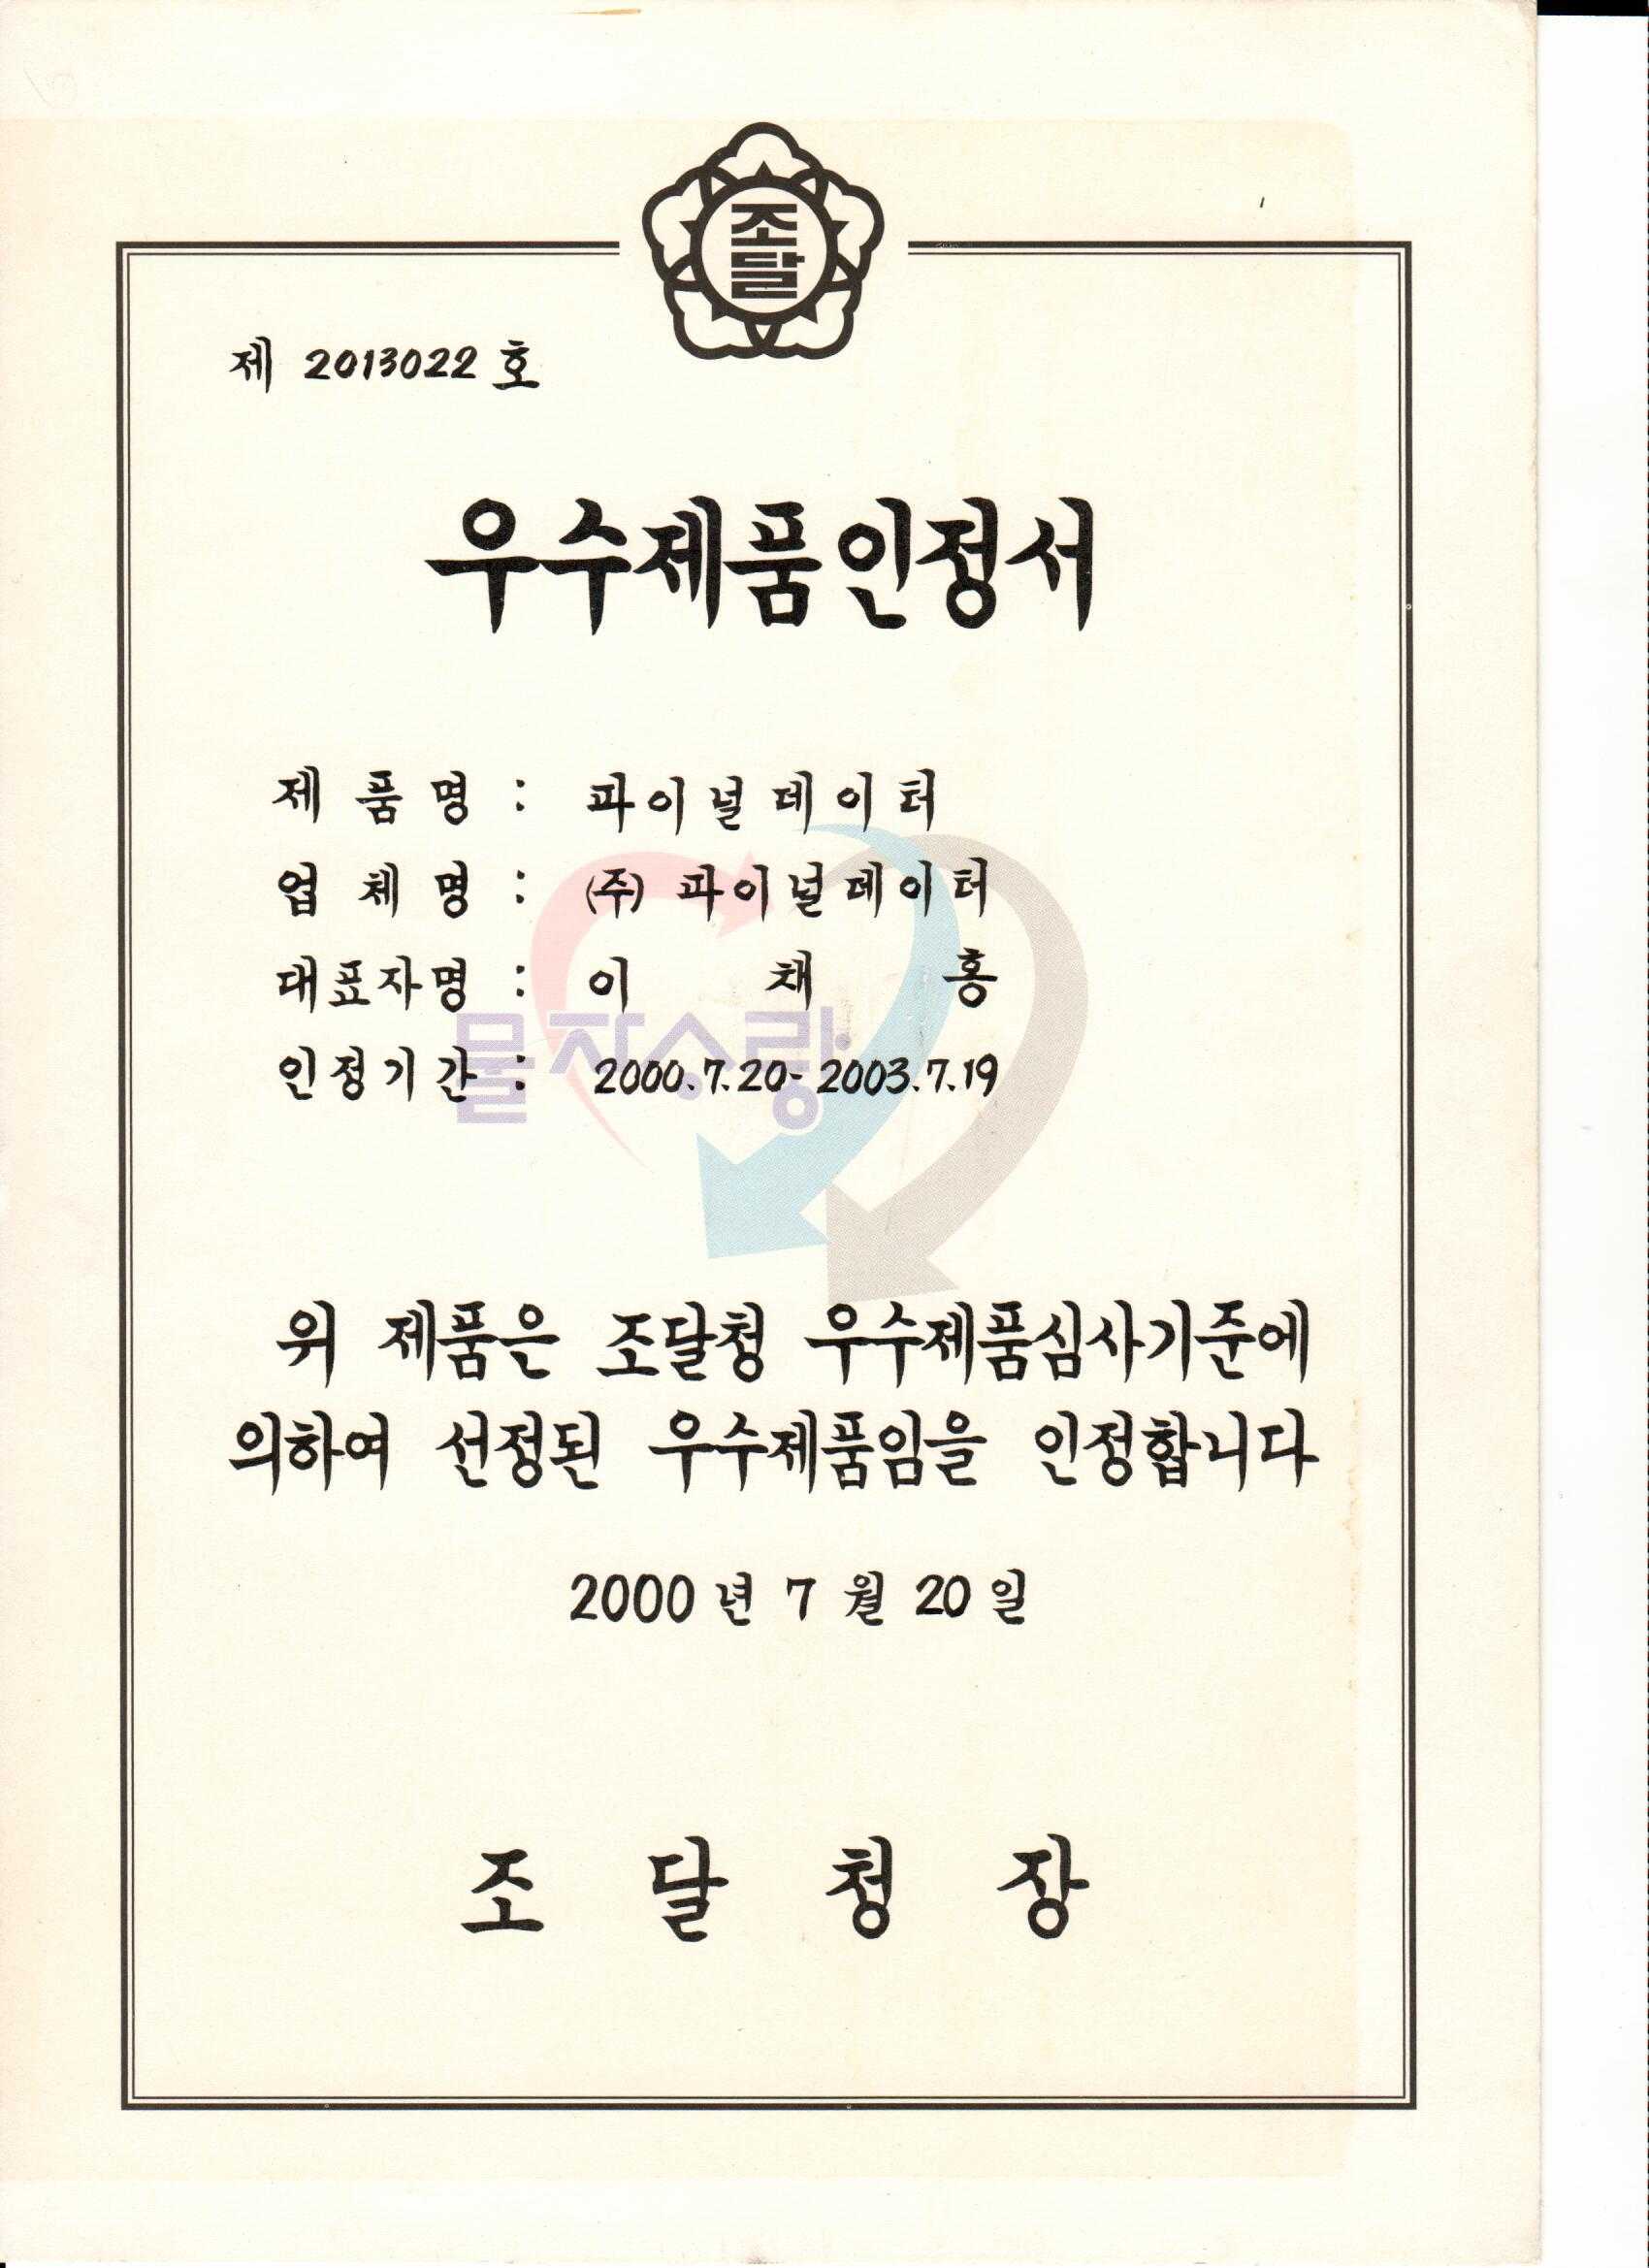 조달
제 2013022 호
우수제품인정서
제 품 명 : 파이널데이터
업 체 명 : (주) 파이널데이터
대표자명 : 이 채 홍
물자사랑
인정기간 : 2000.7.20- 2003.7.19
위 제품은 조달청 우수제품심사기준에
의하여 선정된 우수제품임을 인정합니다
2000 년 7 월 20 일
조 달 청 장